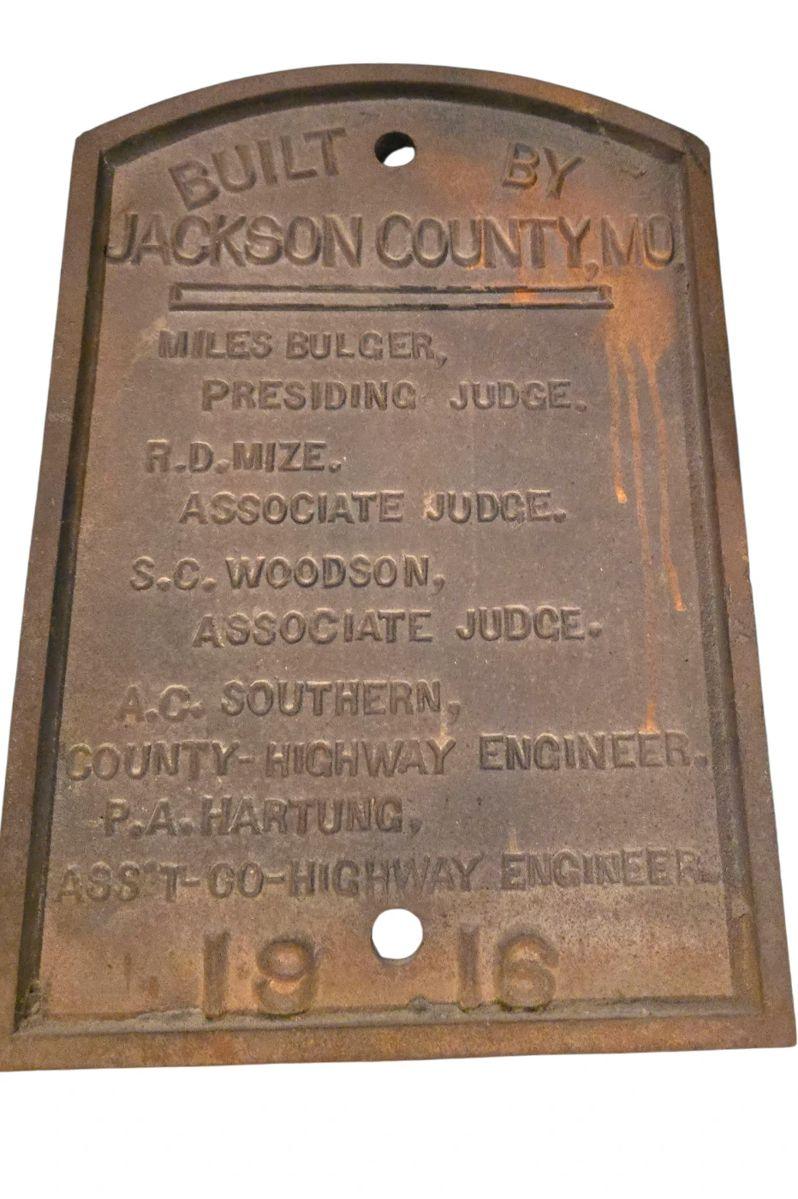 BUILT BY
JACKSON COUNTY, MO.
MILES BULGER,
PRESIDING JUDGE.
R.D. MIZE.
ASSOCIATE JUDGE.
S.C. WOODSON,
ASSOCIATE JUDGE.
A.C. SOUTHERN,
COUNTY-HIGHWAY ENGINEER.
P.A. HARTUNG,
ASS'T-CO-HIGHWAY ENGINEER.
1916